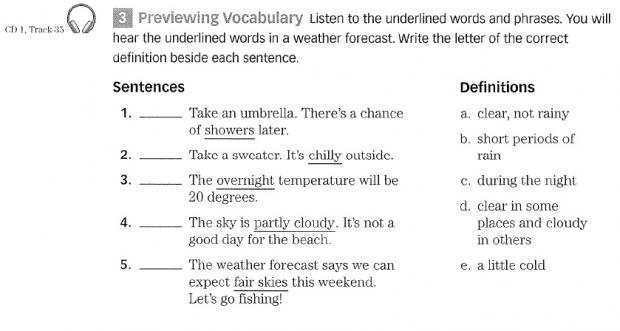 CD 1, Track 35
3 Previewing Vocabulary Listen to the underlined words and phrases. You will
hear the underlined words in a weather forecast. Write the letter of the correct
definition beside each sentence.
Sentences
1. ______ Take an umbrella. There's a chance
of showers later.
2. ______ Take a sweater. It's chilly outside.
3. ______ The overnight temperature will be
20 degrees.
4. ______ The sky is partly cloudy. It's not a
good day for the beach.
5. ______ The weather forecast says we can
expect fair skies this weekend.
Let's go fishing!
Definitions
a. clear, not rainy
b. short periods of
rain
c. during the night
d. clear in some
places and cloudy
in others
e. a little cold